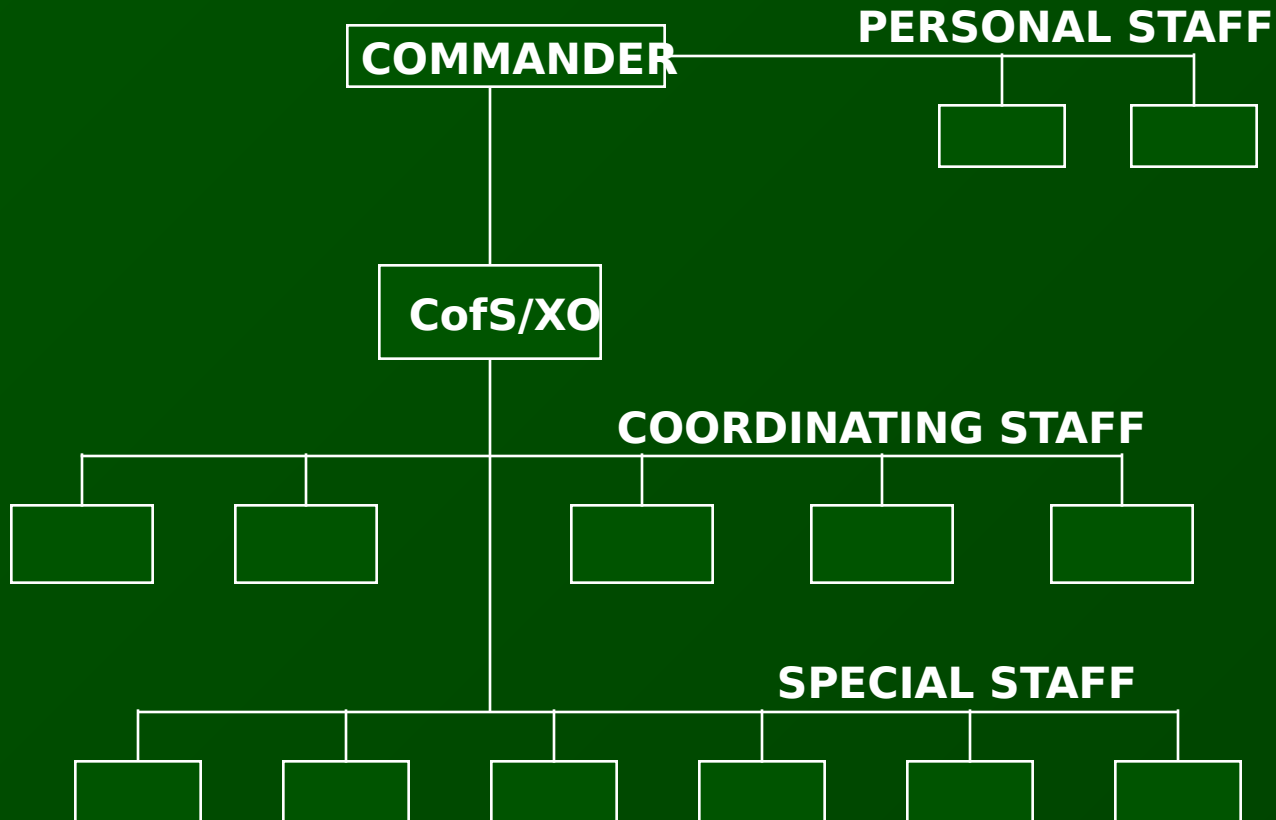 PERSONAL STAFF
COMMANDER
CofS/XO
COORDINATING STAFF
SPECIAL STAFF